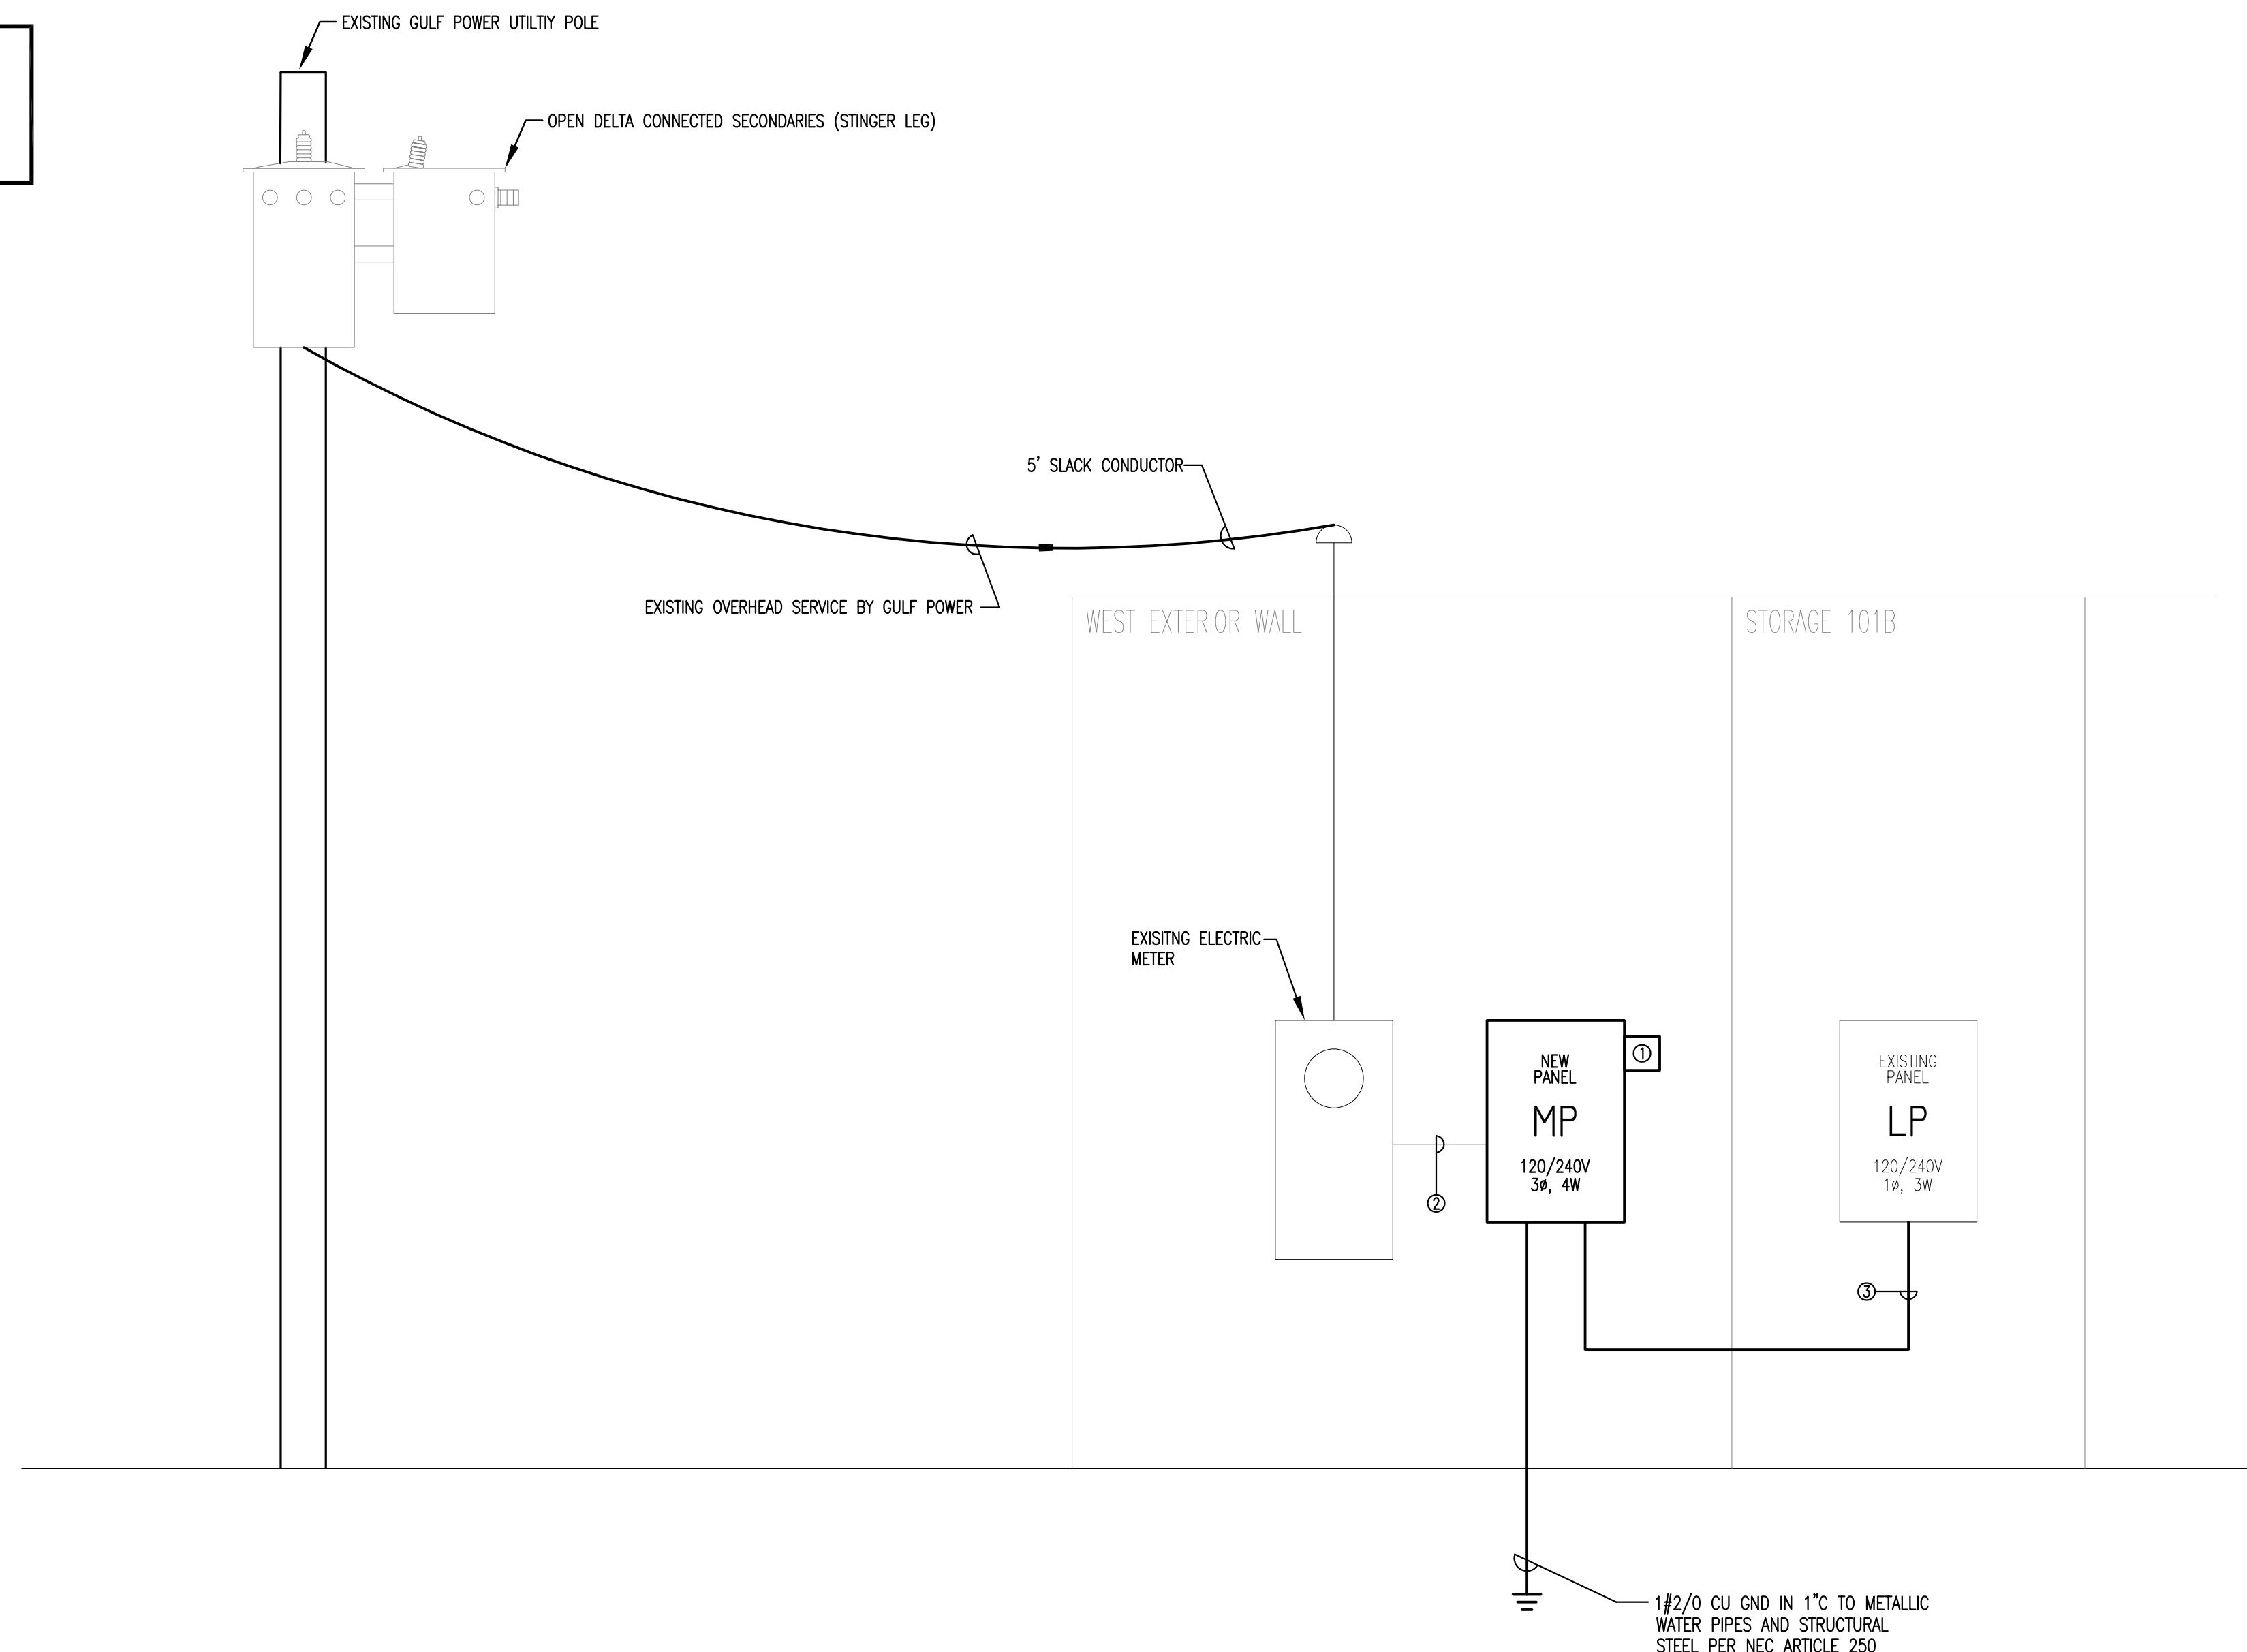 EXISTING GULF POWER UTILTIY POLE
OPEN DELTA CONNECTED SECONDARIES (STINGER LEG)
5' SLACK CONDUCTOR
EXISTING OVERHEAD SERVICE BY GULF POWER
WEST EXTERIOR WALL
STORAGE 101B
EXISITNG ELECTRIC
METER
NEW
PANEL
MP
120/240V
3ø, 4W
1
2
EXISTING
PANEL
LP
120/240V
1ø, 3W
3
1#2/0 CU GND IN 1"C TO METALLIC
WATER PIPES AND STRUCTURAL
STEEL PER NEC ARTICLE 250